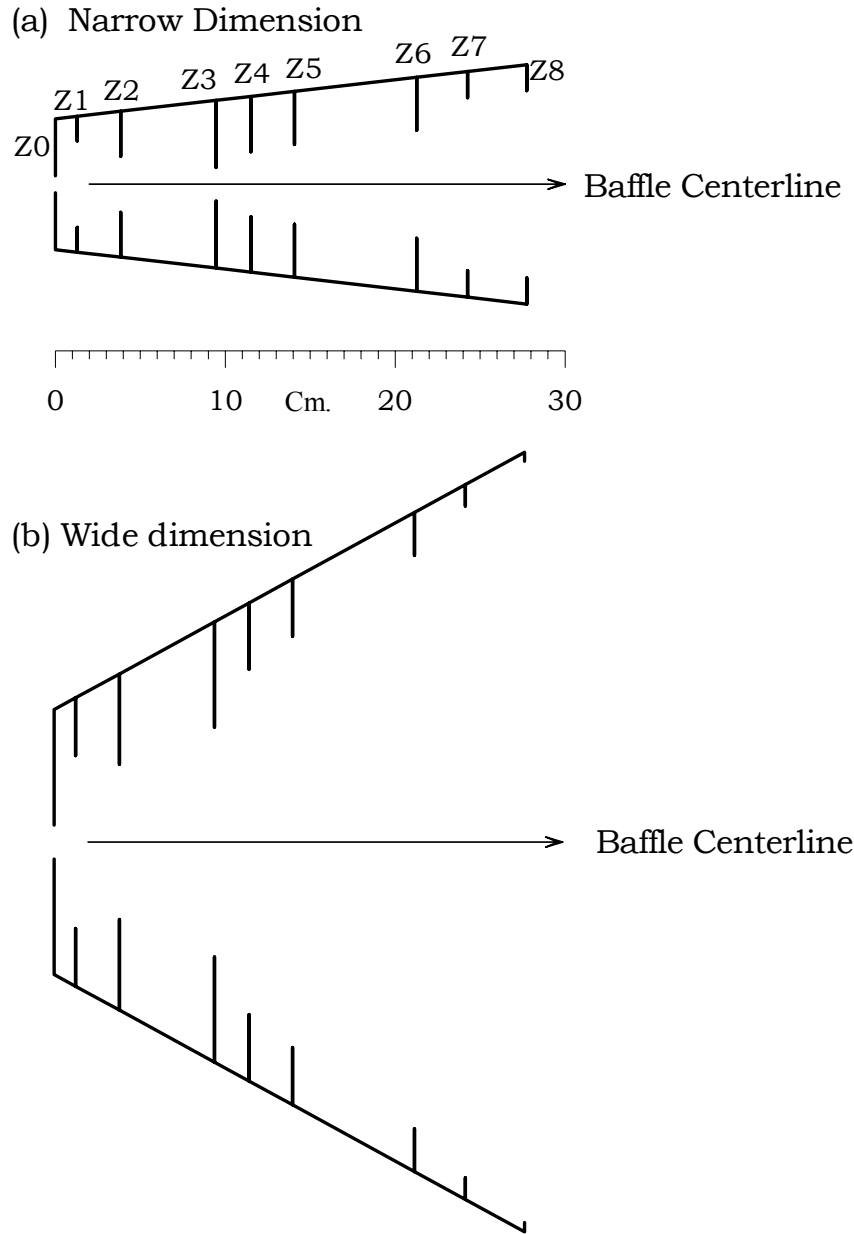 (a) Narrow Dimension
Z0 Z1 Z2 Z3 Z4 Z5 Z6 Z7 Z8
Baffle Centerline
0 10 Cm. 20 30
(b) Wide dimension
Baffle Centerline